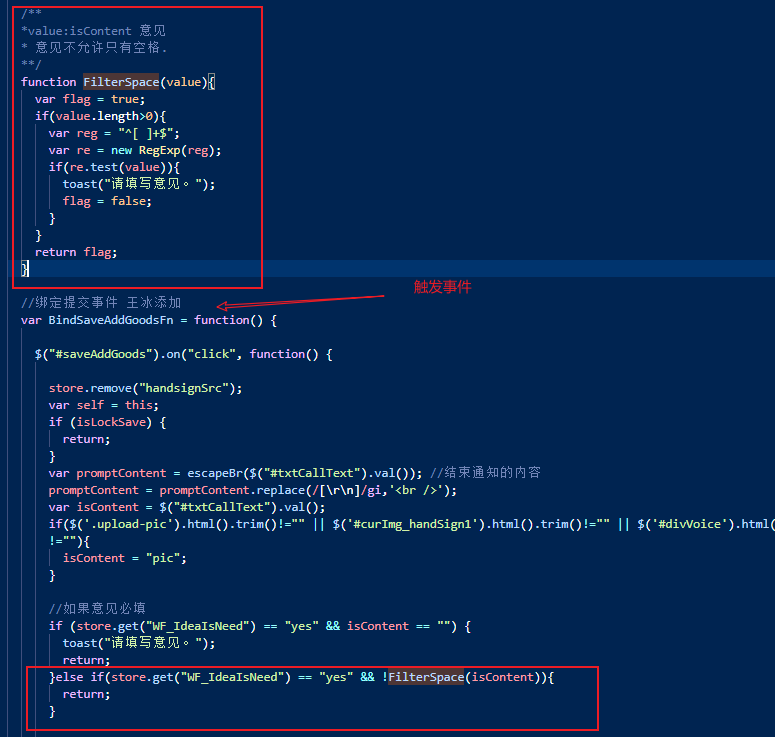 /**
*value:isContent 意见
* 意见不允许只有空格.
**/
function FilterSpace(value){
var flag = true;
if(value.length>0){
var reg = "^[ ]+$";
var re = new RegExp(reg);
if(re.test(value)){
toast("请填写意见。");
flag = false;
}
}
return flag;
}
触发事件
//绑定提交事件 王冰添加
var BindSaveAddGoodsFn = function() {
$("#saveAddGoods").on("click", function() {
store.remove("handsignSrc");
var self = this;
if (isLockSave) {
return;
}
var promptContent = escapeBr($("#txtCallText").val()); //结束通知的内容
promptContent = promptContent.replace(/[\r\n]/gi,'<br />');
var isContent = $("#txtCallText").val();
if($('.upload-pic').html().trim()!="" || $('#curImg_handSign1').html().trim()!="" || $('#divVoice').html(
!=""){
isContent = "pic";
}
//如果意见必填
if (store.get("WF_IdeaIsNeed") == "yes" && isContent == "") {
toast("请填写意见。");
return;
}else if(store.get("WF_IdeaIsNeed") == "yes" && !FilterSpace(isContent)){
return;
}